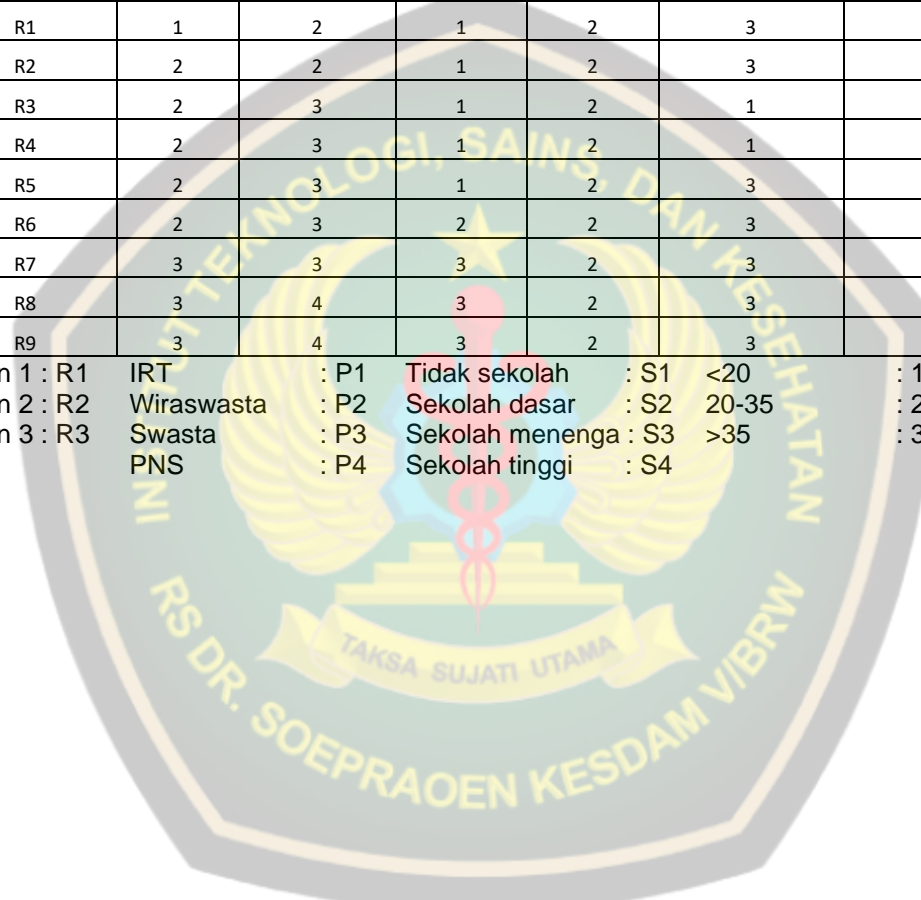 R1 1 2 1 2 3
R2 2 2 1 2 3
R3 2 3 1 2 1
R4 2 3 1 2 1
R5 2 3 1 2 3
R6 2 3 2 2 3
R7 3 3 3 2 3
R8 3 4 3 2 3
R9 3 4 3 2 3
n 1 : R1 IRT : P1 Tidak sekolah : S1 <20 : 1
n 2 : R2 Wiraswasta : P2 Sekolah dasar : S2 20-35 : 2
n 3 : R3 Swasta : P3 Sekolah menenga : S3 >35 : 3
PNS : P4 Sekolah tinggi : S4
INSTITUT TEKNOLOGI, SAINS, DAN KESEHATAN
TAKSA SUJATI UTAMA
RS DR. SOEPRAOEN KESDAM V/BRW